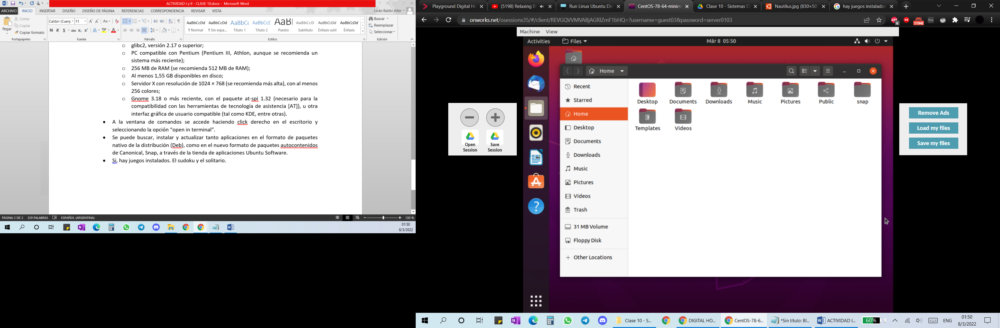 ACTIVIDAD I y II - CLASE 10.docx - Microsoft Word
ARCHIVO INICIO INSERTAR DISEÑO DISEÑO DE PÁGINA REFERENCIAS CORRESPONDENCIA REVISAR VISTA Licán Baldo Aller
Pegar
Cortar
Copiar
Copiar formato
Portapapeles
Calibri (Cuerp 11
N K S abc
Fuente
Párrafo
AaBbCcDd AaBbCcDd AaBbC AaBbCcD AaB AaBbCcD AaBbCcDd AaBbCcDd
¶ Normal ¶ Sin espa... Título 1 Título 2 Puesto Subtítulo Énfasis sutil Énfasis
Estilos
Buscar
Reemplazar
Seleccionar
Edición
o glibc2, versión 2.17 o superior;
o PC compatible con Pentium (Pentium III, Athlon, aunque se recomienda un
sistema más reciente);
o 256 MB de RAM (se recomienda 512 MB de RAM);
o Al menos 1,55 GB disponibles en disco;
o Servidor X con resolución de 1024 × 768 (se recomienda más alta), con al menos
256 colores;
o Gnome 3.18 o más reciente, con el paquete at-spi 1.32 (necesario para la
compatibilidad con las herramientas de tecnología de asistencia [AT]), u otra
interfaz gráfica de usuario compatible (tal como KDE, entre otras).
• A la ventana de comandos se accede haciendo click derecho en el escritorio y
seleccionando la opción “open in terminal”.
• Se puede buscar, instalar y actualizar tanto aplicaciones en el formato de paquetes
nativo de la distribución (Deb), como en el nuevo formato de paquetes autocontenidos
de Canonical, Snap, a través de la tienda de aplicaciones Ubuntu Software.
• Si, hay juegos instalados. El sudoku y el solitario.
PÁGINA 2 DE 2 329 PALABRAS ESPAÑOL (ARGENTINA) 130 %
01:50
8/3/2022
Playground Digital Ho (5198) Relaxing Bl Run Linux Ubuntu Dis CentOS-78-64-minima Clase 10 - Sistemas O Nautilus.jpg (830×503 hay juegos instalados
onworks.net/osessionx35/#/client/REVGQVVMVABjAGRlZmF1bHQ=?username=guest03&password=server0103
ABP 6 M 11948 flow
Machine View
Activities Files Mär 8 05:50
Home
Recent
Starred
Home
Desktop
Documents
Downloads
Music
Pictures
Videos
Trash
31 MB Volume
Floppy Disk
Other Locations
Desktop Documents Downloads Music Pictures Public snap
Templates Videos
Open Session
Save Session
Remove Ads
Load my files
Save my files
Clase 10 - S... DIGITAL HO... CentOS-78-6... *Sin título: Bl... ACTIVIDAD I... 60% ENG
01:50
8/3/2022